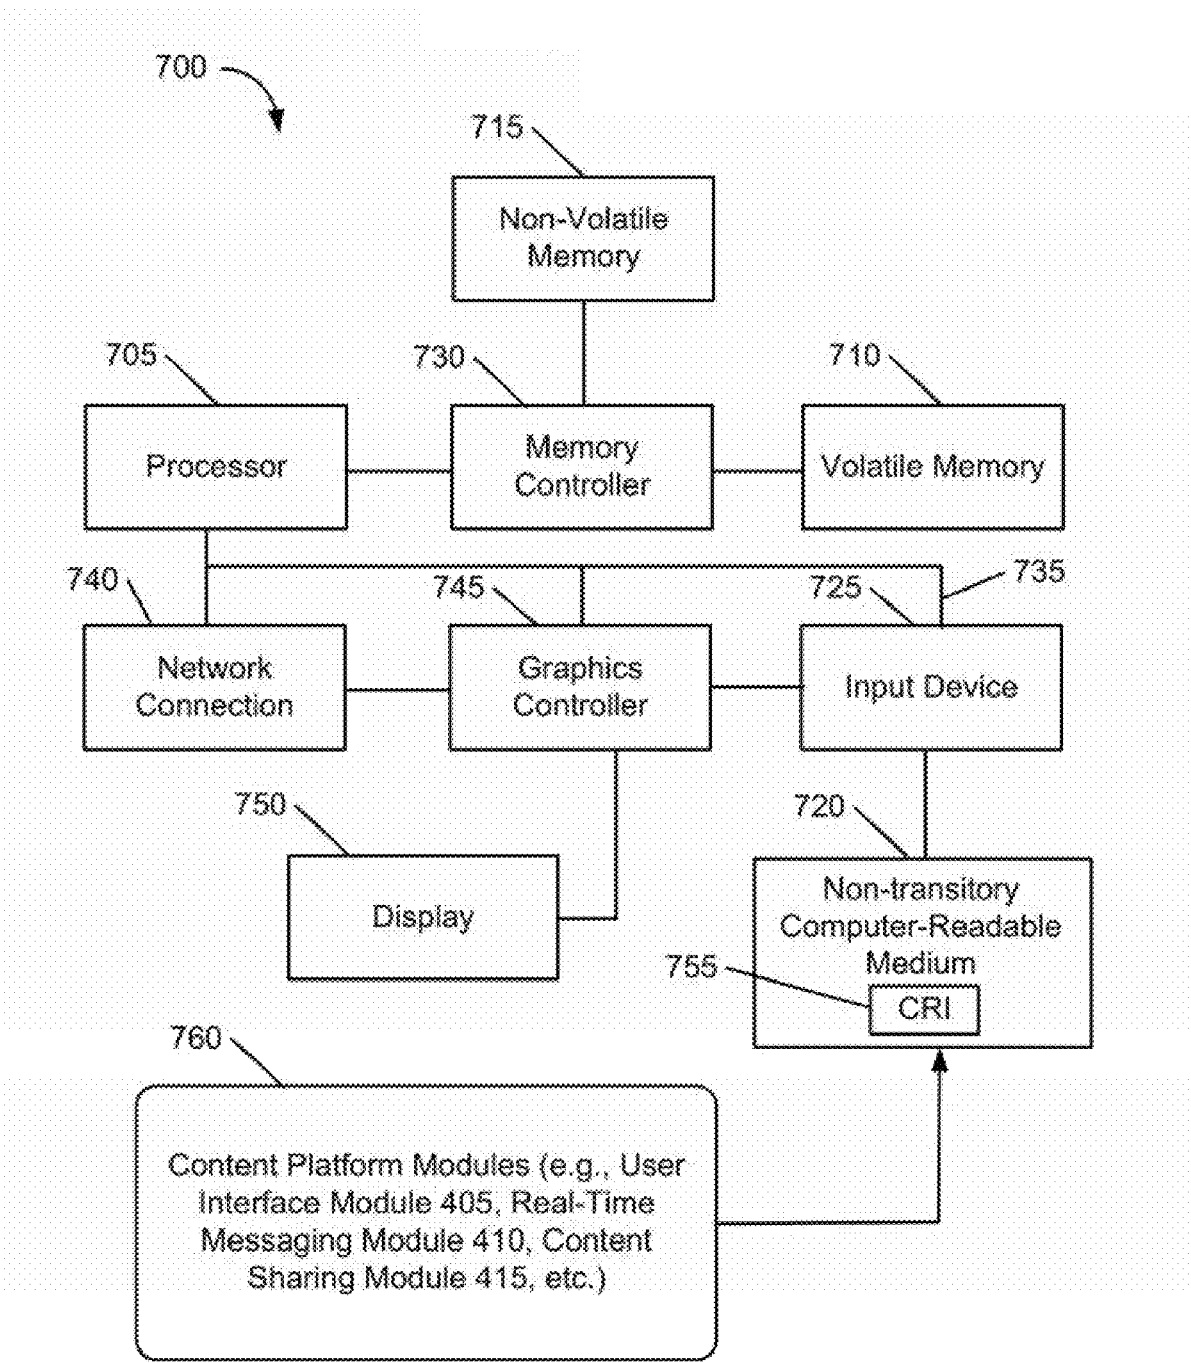 700
715
Non-Volatile
Memory
705
730
710
Processor
Memory
Controller
Volatile Memory
740
745
725
735
Network
Connection
Graphics
Controller
Input Device
750
720
Display
Non-transitory
Computer-Readable
Medium
755
CRI
760
Content Platform Modules (e.g., User
Interface Module 405, Real-Time
Messaging Module 410, Content
Sharing Module 415, etc.)